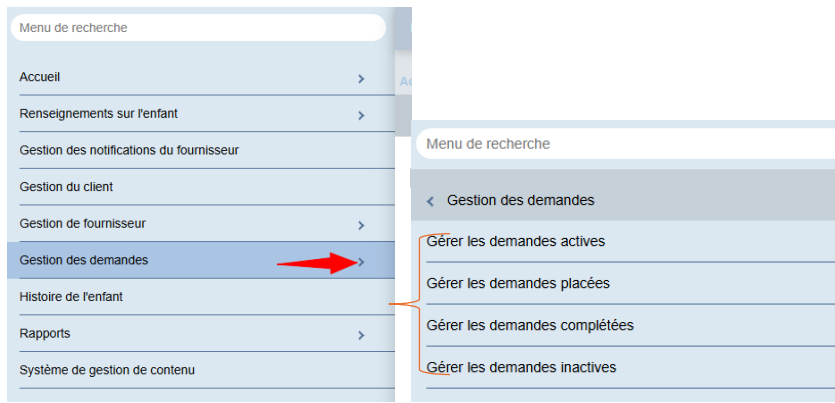 Menu de recherche
Accueil
Renseignements sur l'enfant
Gestion des notifications du fournisseur
Gestion du client
Gestion de fournisseur
Gestion des demandes
Histoire de l'enfant
Rapports
Système de gestion de contenu
Menu de recherche
Gestion des demandes
Gérer les demandes actives
Gérer les demandes placées
Gérer les demandes complétées
Gérer les demandes inactives